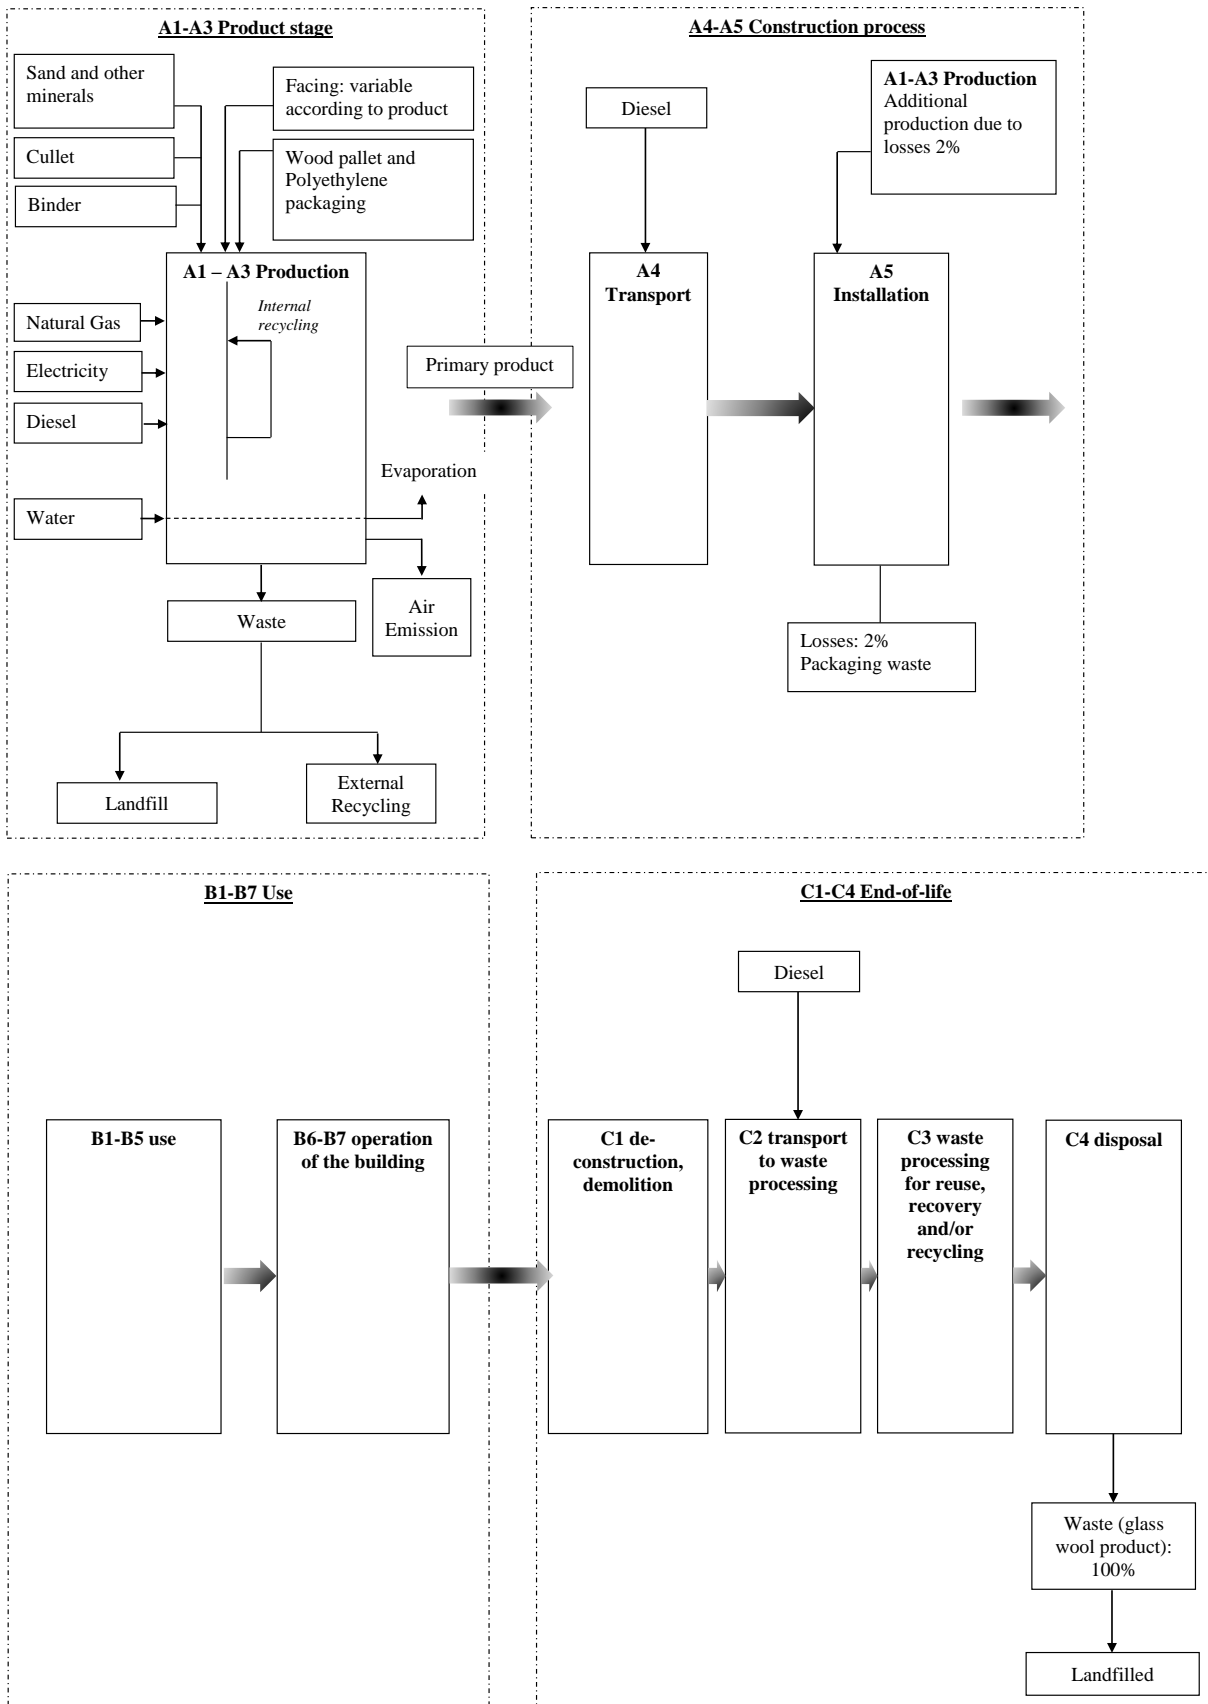 A1-A3 Product stage
Sand and other
minerals
Facing: variable
according to product
Cullet
Wood pallet and
Polyethylene
packaging
Binder
A1 – A3 Production
Internal
recycling
Natural Gas
Electricity
Diesel
Water
Evaporation
Air
Emission
Waste
Landfill
External
Recycling
Primary product
A4-A5 Construction process
Diesel
A1-A3 Production
Additional
production due to
losses 2%
A4
Transport
A5
Installation
Losses: 2%
Packaging waste
B1-B7 Use
B1-B5 use
B6-B7 operation
of the building
C1-C4 End-of-life
Diesel
C1 de-
construction,
demolition
C2 transport
to waste
processing
C3 waste
processing
for reuse,
recovery
and/or
recycling
C4 disposal
Waste (glass
wool product):
100%
Landfilled